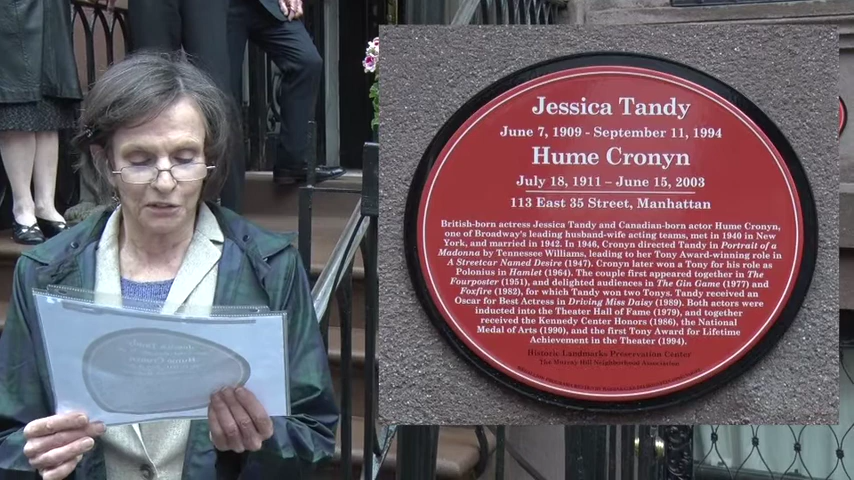 Jessica Tandy
June 7, 1909 - September 11, 1994
Hume Cronyn
July 18, 1911 – June 15, 2003
113 East 35 Street, Manhattan
British-born actress Jessica Tandy and Canadian-born actor Hume Cronyn,
one of Broadway's leading husband-wife acting teams, met in 1940 in New
York, and married in 1942. In 1946, Cronyn directed Tandy in Portrait of a
Madonna by Tennessee Williams, leading to her Tony Award-winning role in
A Streetcar Named Desire (1947). Cronyn later won a Tony for his role as
Polonius in Hamlet (1964). The couple first appeared together in The
Fourposter (1951), and delighted audiences in The Gin Game (1977) and
Foxfire (1982), for which Tandy won two Tonys. Tandy received an
Oscar for Best Actress in Driving Miss Daisy (1989). Both actors were
inducted into the Theater Hall of Fame (1979), and together
received the Kennedy Center Honors (1986), the National
Medal of Arts (1990), and the first Tony Award for Lifetime
Achievement in the Theater (1994.)
Historic Landmarks Preservation Center
The Murray Hill Neighborhood Association
Jessica Tandy
Hume Cronyn